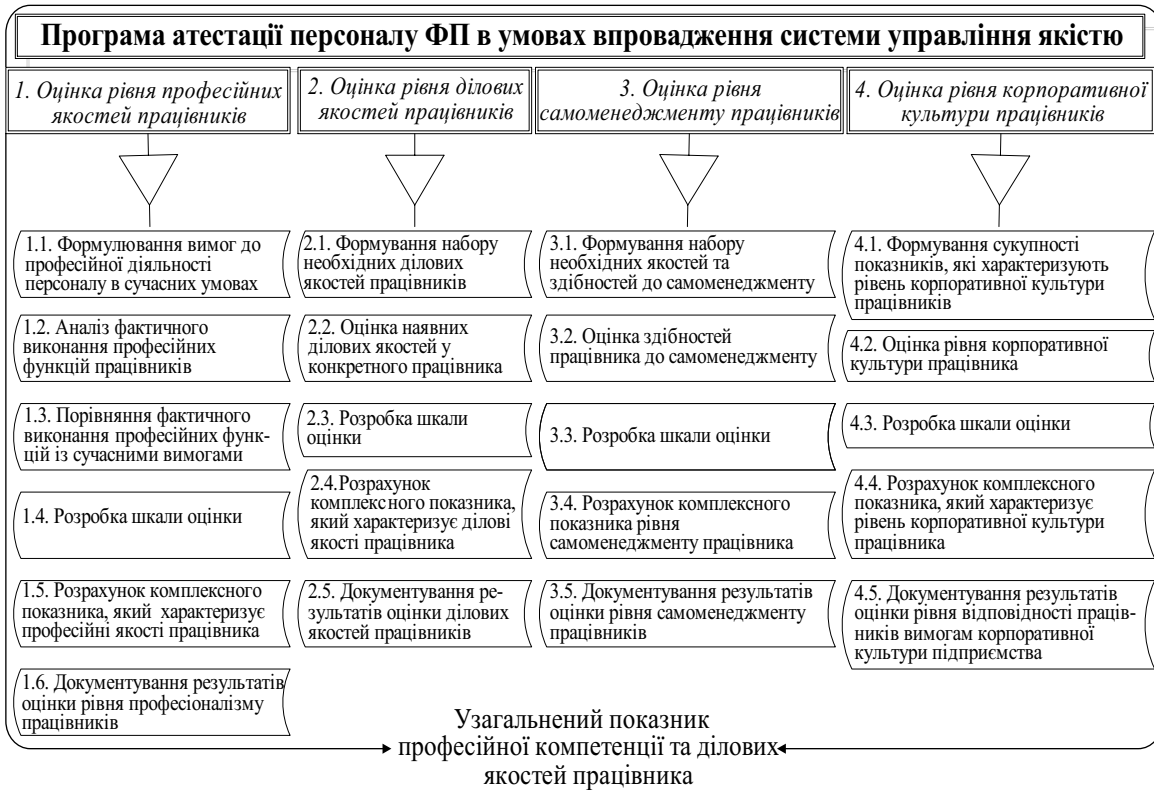 Програма атестації персоналу ФП в умовах впровадження системи управління якістю
1. Оцінка рівня професійних
якостей працівників
2. Оцінка рівня ділових
якостей працівників
3. Оцінка рівня
самоменеджменту працівників
4. Оцінка рівня корпоративної
культури працівників
1.1. Формулювання вимог до
професійної діяльності
персоналу в сучасних умовах
1.2. Аналіз фактичного
виконання професійних
функцій працівників
1.3. Порівняння фактичного
виконання професійних функ-
цій із сучасними вимогами
1.4. Розробка шкали оцінки
1.5. Розрахунок комплексного
показника, який характеризує
професійні якості працівника
1.6. Документування результатів
оцінки рівня професіоналізму
працівників
2.1. Формування набору
необхідних ділових
якостей працівників
2.2. Оцінка наявних
ділових якостей у
конкретного працівника
2.3. Розробка шкали
оцінки
2.4.Розрахунок
комплексного показника,
який характеризує ділові
якості працівника
2.5. Документування ре-
зультатів оцінки ділових
якостей працівників
3.1. Формування набору
необхідних якостей та
здібностей до самоменеджменту
3.2. Оцінка здібностей
працівника до самоменеджменту
3.3. Розробка шкали оцінки
3.4. Розрахунок комплексного
показника рівня
самоменеджменту працівника
3.5. Документування результатів
оцінки рівня самоменеджменту
працівників
4.1. Формування сукупності
показників, які характеризують
рівень корпоративної культури
працівників
4.2. Оцінка рівня корпоративної
культури працівника
4.3. Розробка шкали оцінки
4.4. Розрахунок комплексного
показника, який характеризує
рівень корпоративної культури
працівника
4.5. Документування результатів
оцінки рівня відповідності праців-
ників вимогам корпоративної
культури підприємства
Узагальнений показник
професійної компетенції та ділових
якостей працівника